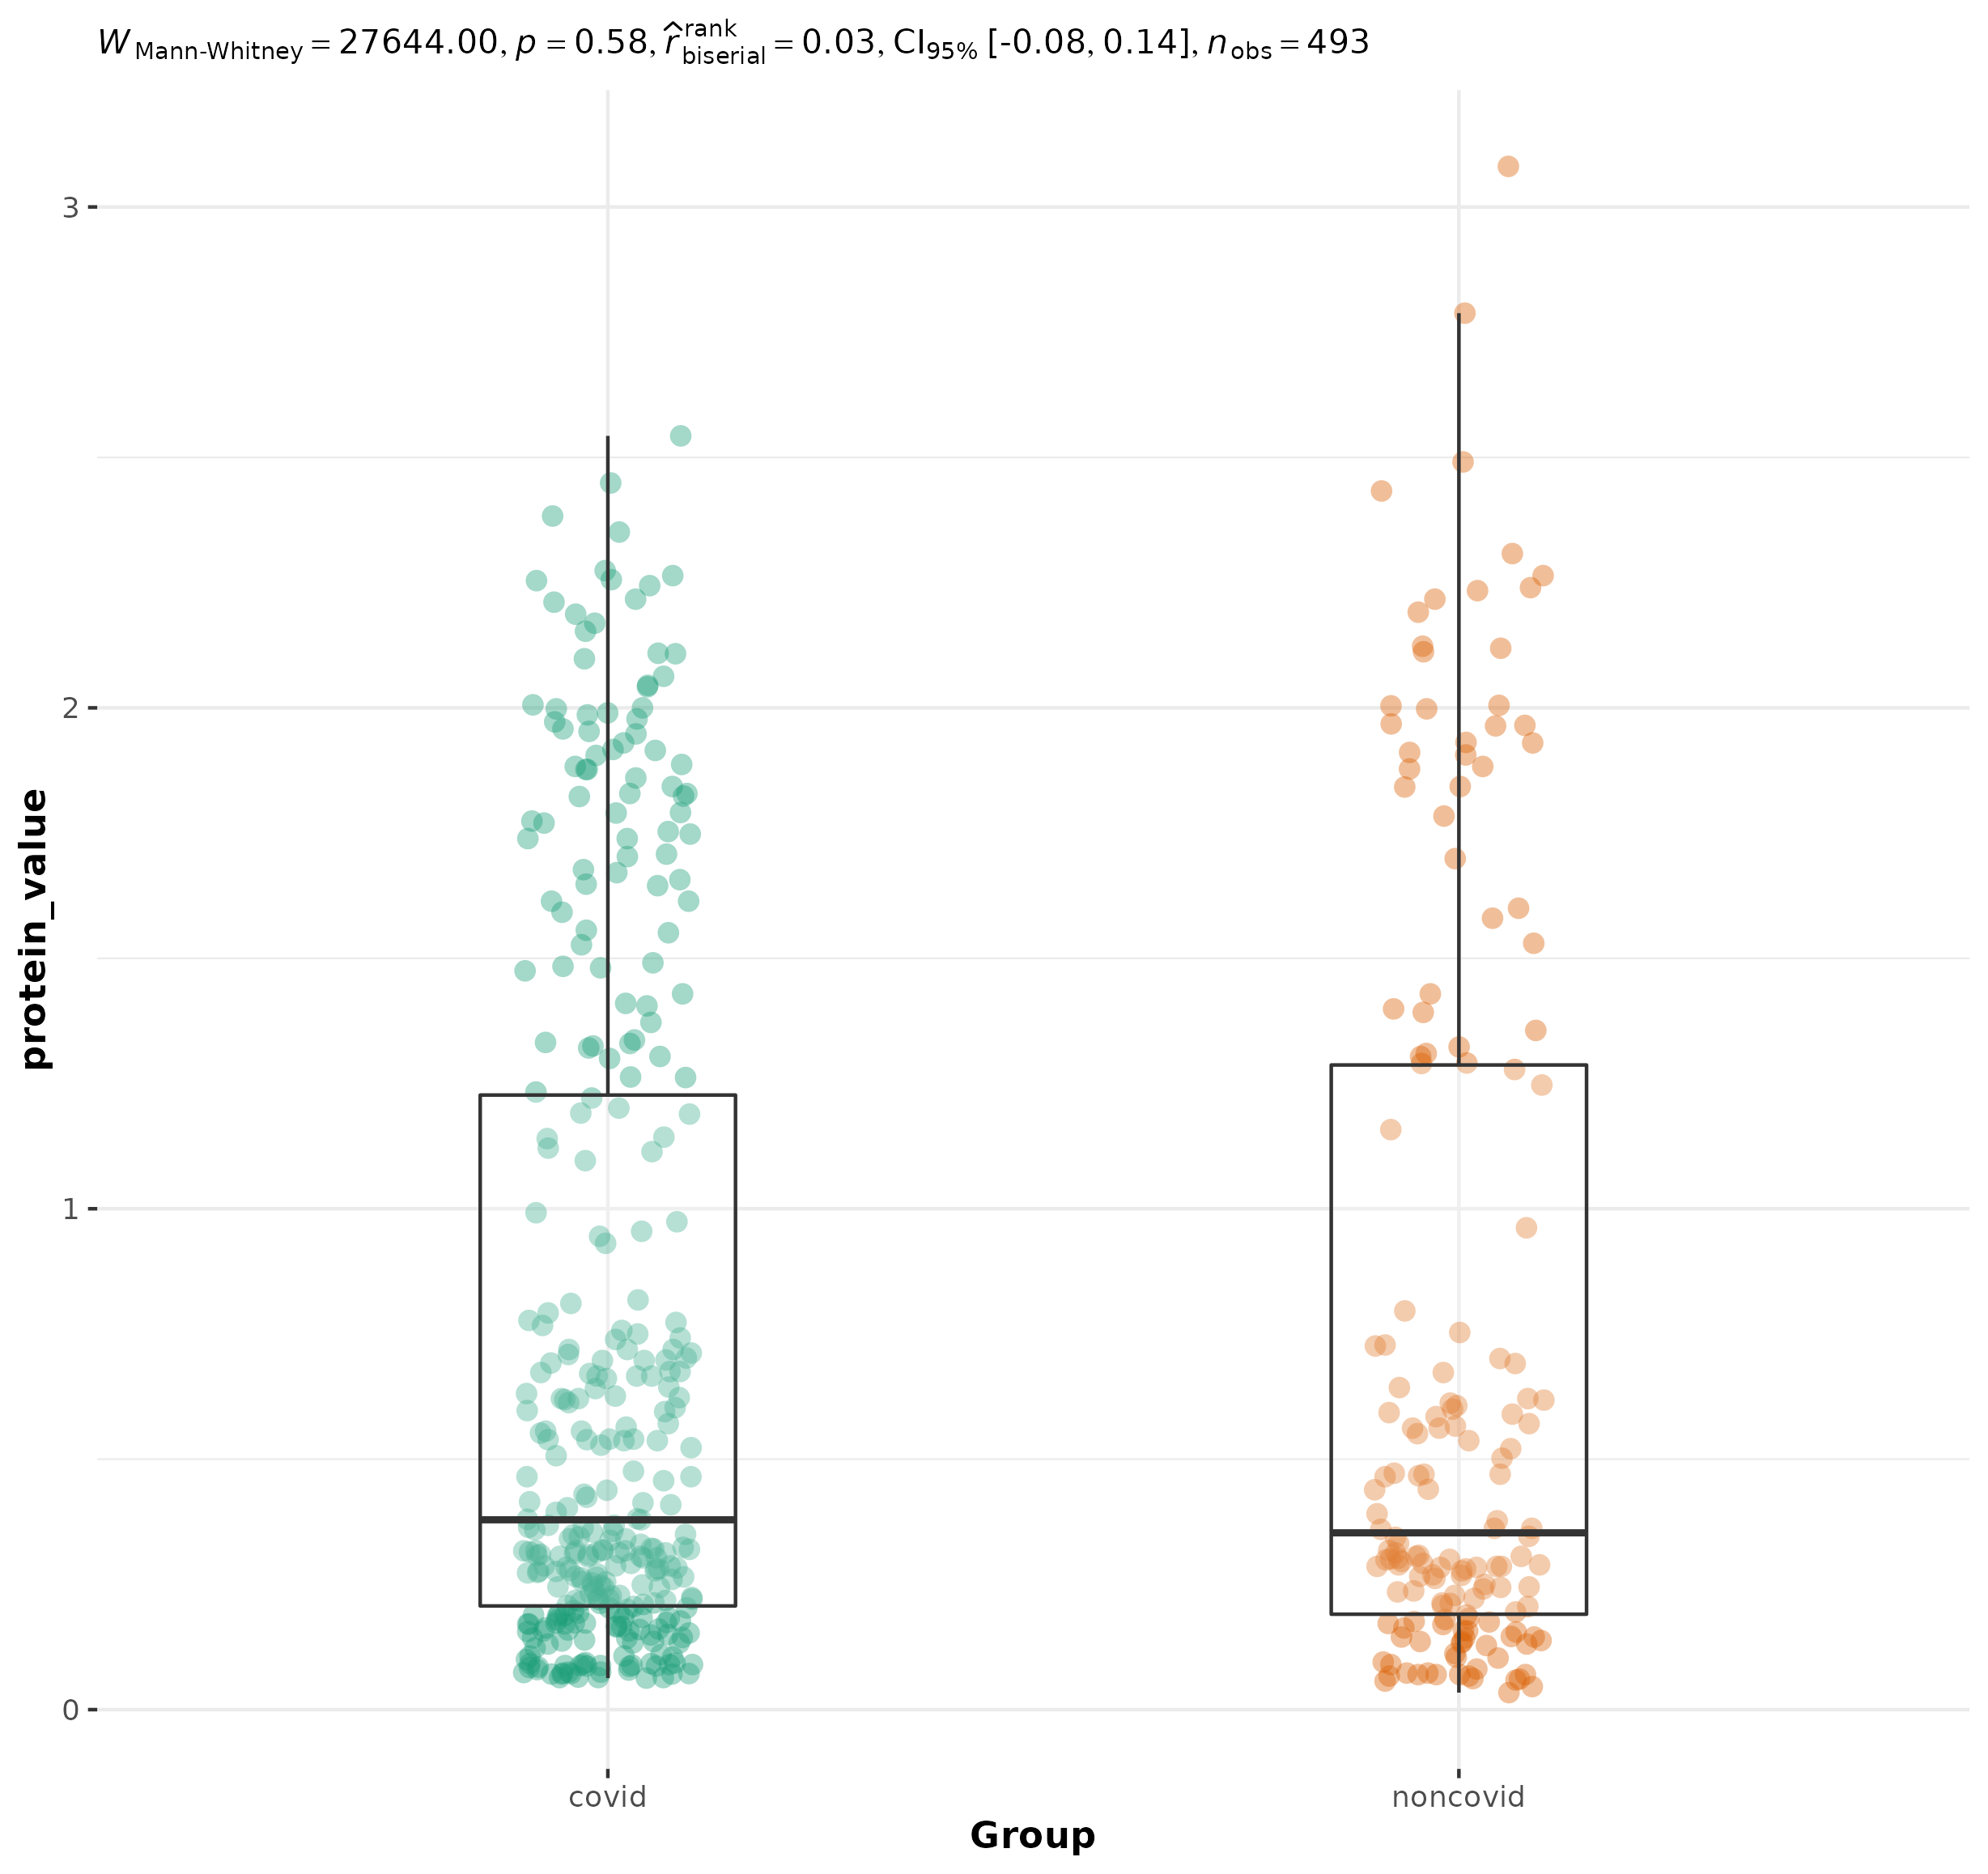 W Mann-Whitney = 27644.00, p = 0.58, r̂ rank biserial = 0.03, CI95% [-0.08, 0.14], n obs = 493
3
2
1
0
protein_value
covid noncovid
Group